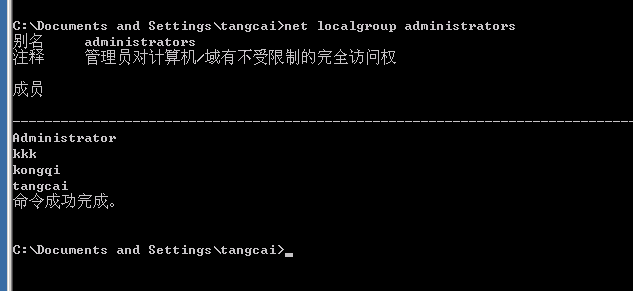 C:\Documents and Settings\tangcai>net localgroup administrators
别名     administrators
注释     管理员对计算机/域有不受限制的完全访问权
成员
-------------------------------------------------------------------------------
Administrator
kkk
kongqi
tangcai
命令成功完成。
C:\Documents and Settings\tangcai>_